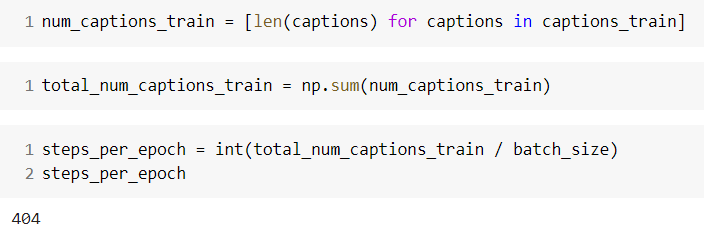 1 num_captions_train = [len(captions) for captions in captions_train]
1 total_num_captions_train = np.sum(num_captions_train)
1 steps_per_epoch = int(total_num_captions_train / batch_size)
2 steps_per_epoch
404